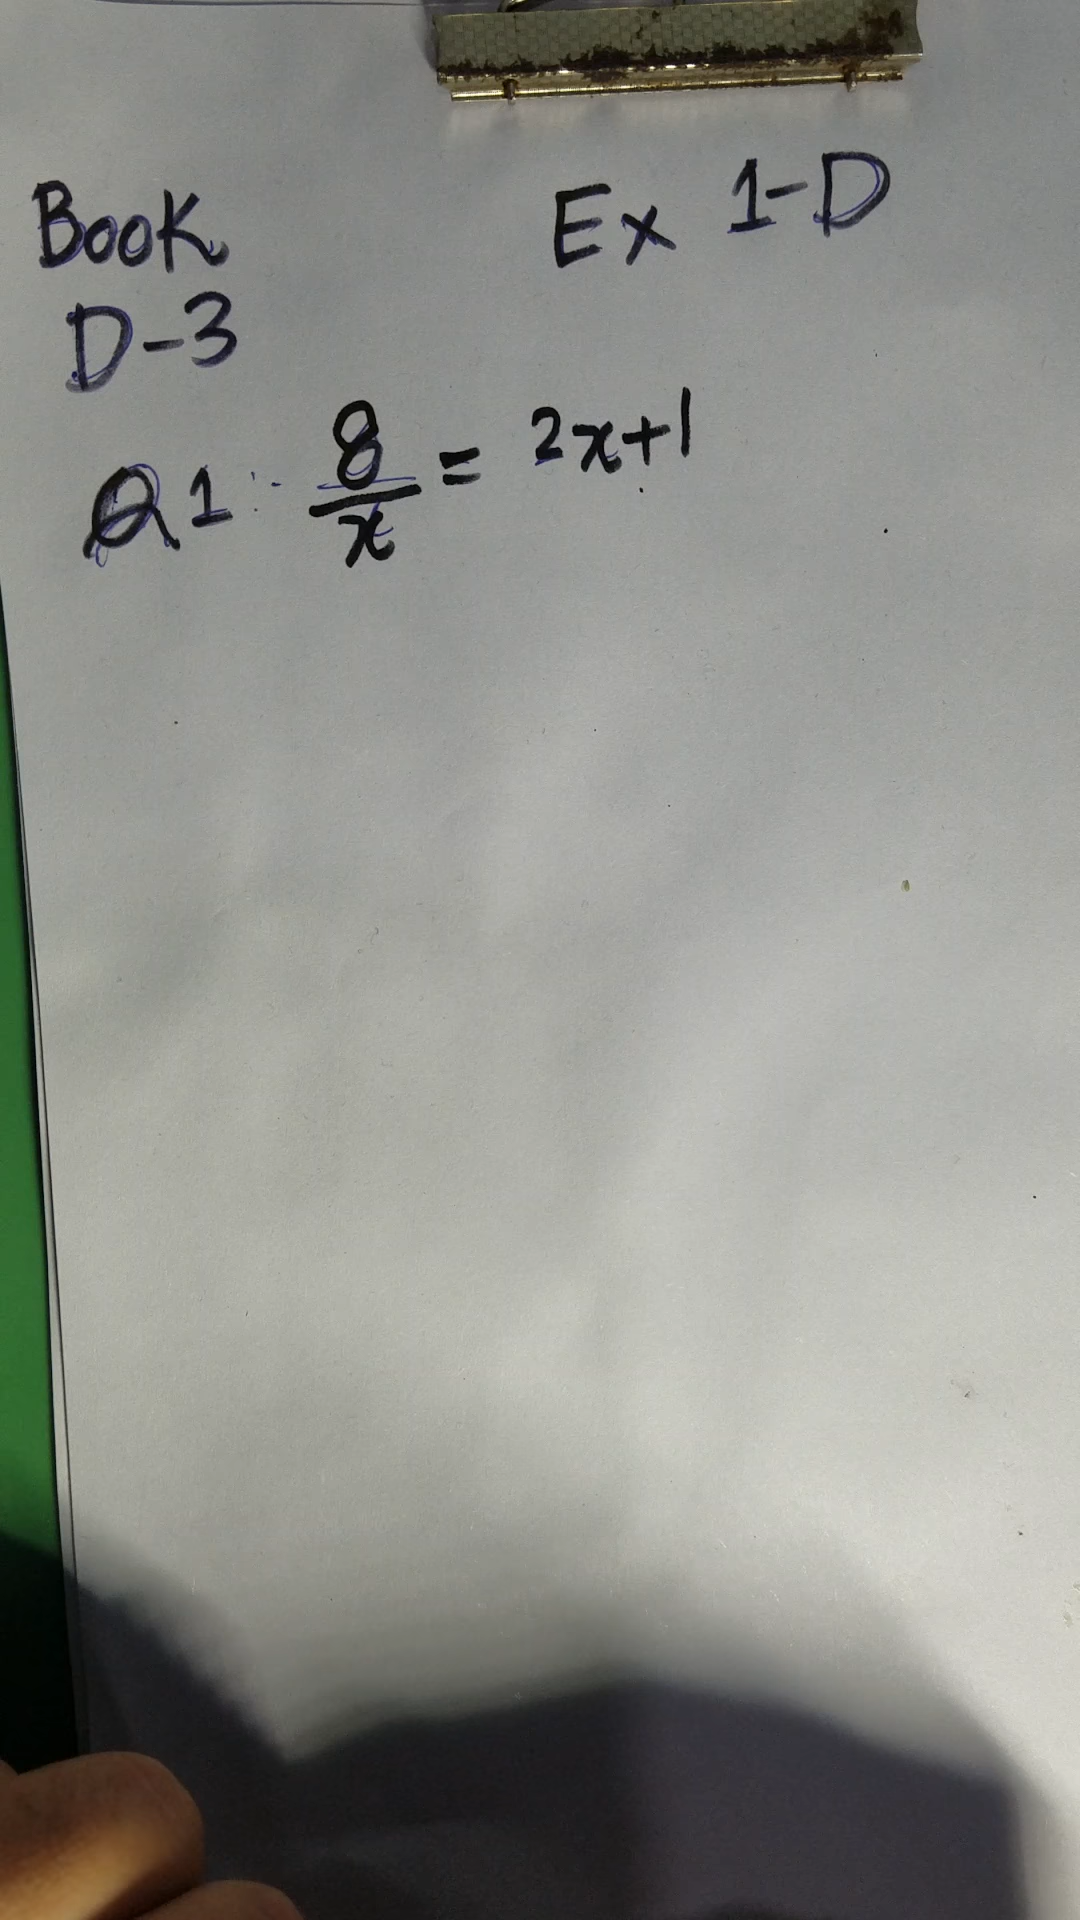 Book Ex 1-D
D-3
Q1:- 8/x = 2x+1